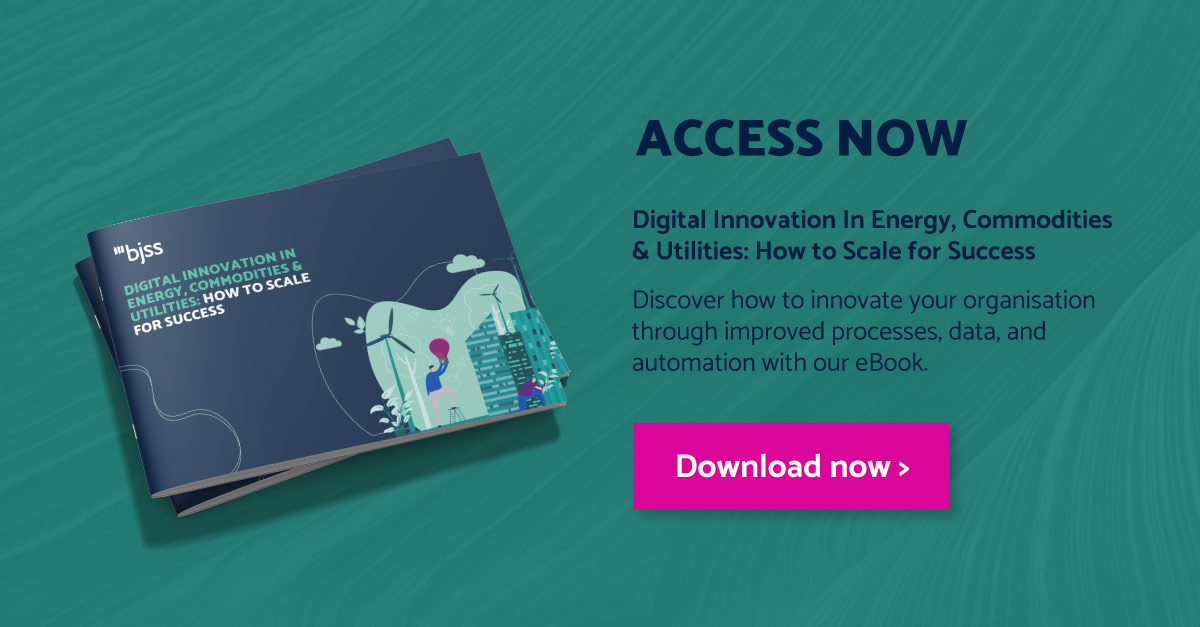 bjss
DIGITAL INNOVATION IN
ENERGY, COMMODITIES &
UTILITIES: HOW TO SCALE
FOR SUCCESS
ACCESS NOW
Digital Innovation In Energy, Commodities
& Utilities: How to Scale for Success
Discover how to innovate your organisation
through improved processes, data, and
automation with our eBook.
Download now >